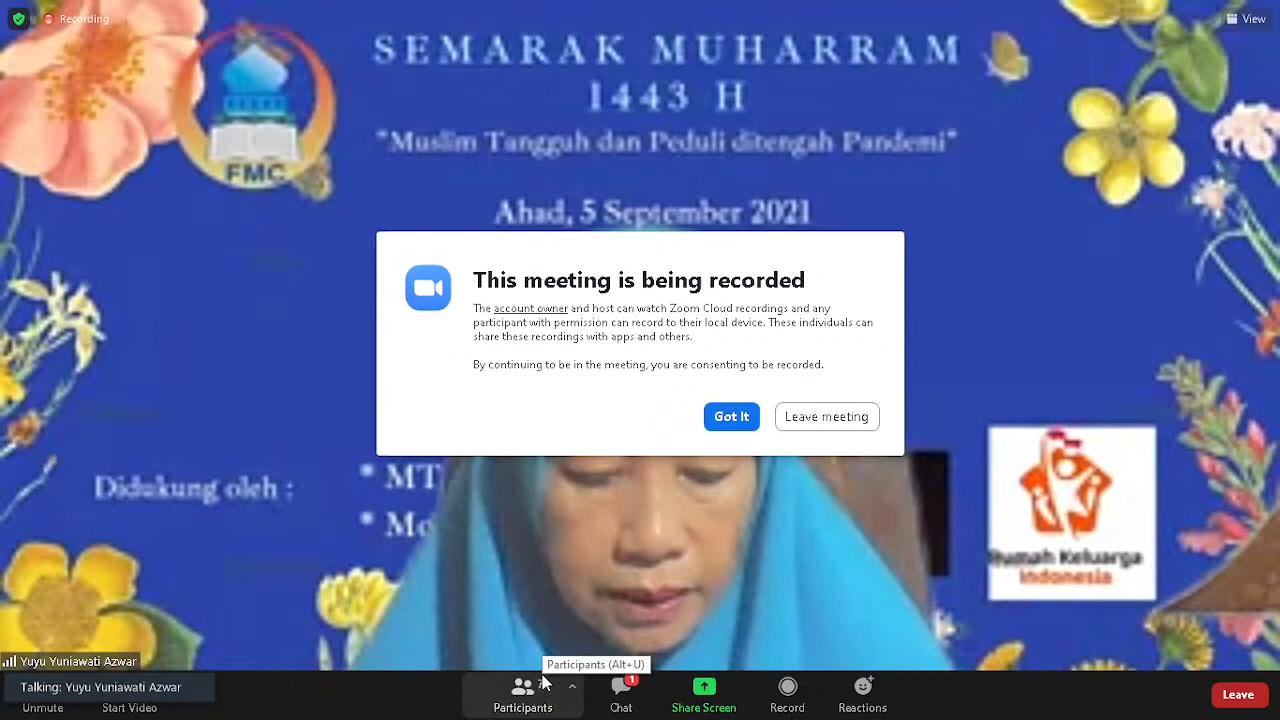 Recording
View
SEMARAK MUHARRAM
1443 H
"Muslim Tangguh dan Peduli ditengah Pandemi"
FMC
Ahad, 5 September 2021
This meeting is being recorded
The account owner and host can watch Zoom Cloud recordings and any
participant with permission can record to their local device. These individuals can
share these recordings with apps and others.
By continuing to be in the meeting, you are consenting to be recorded.
Got It
Leave meeting
Didukung oleh :
* MT
*
Rumah Keluarga
Indonesia
Yuyu Yuniawati Azwar
Participants (Alt+U)
Talking: Yuyu Yuniawati Azwar
1
Unmute
Start Video
Participants
Chat
Share Screen
Record
Reactions
Leave